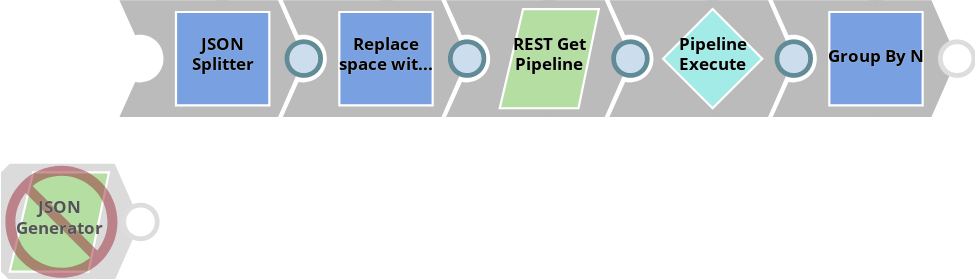 JSON
Splitter
Replace
space wit...
REST Get
Pipeline
Pipeline
Execute
Group By N
JSON
Generator